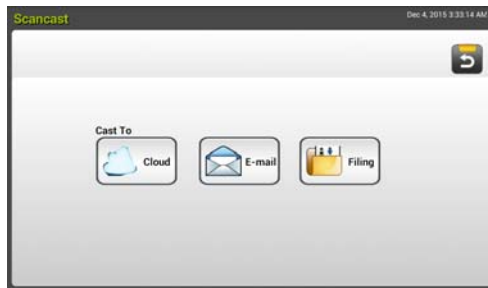 Scancast
Dec 4, 2015 3:33:14 AM
Cast To
Cloud
E-mail
Filing